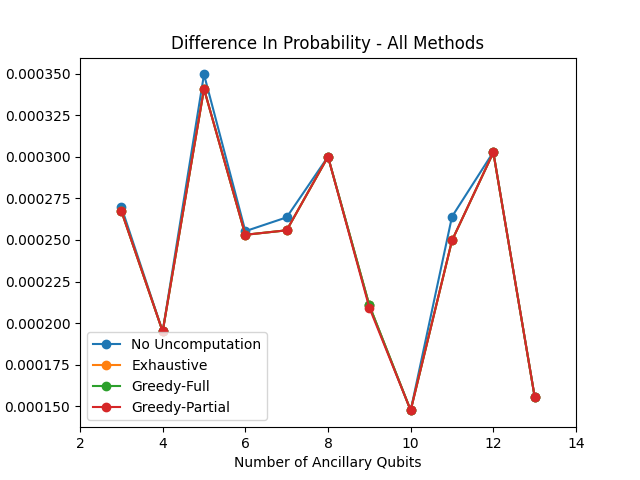 Difference In Probability - All Methods
0.000350
0.000325
0.000300
0.000275
0.000250
0.000225
0.000200
0.000175
0.000150
No Uncomputation
Exhaustive
Greedy-Full
Greedy-Partial
2 4 6 8 10 12 14
Number of Ancillary Qubits